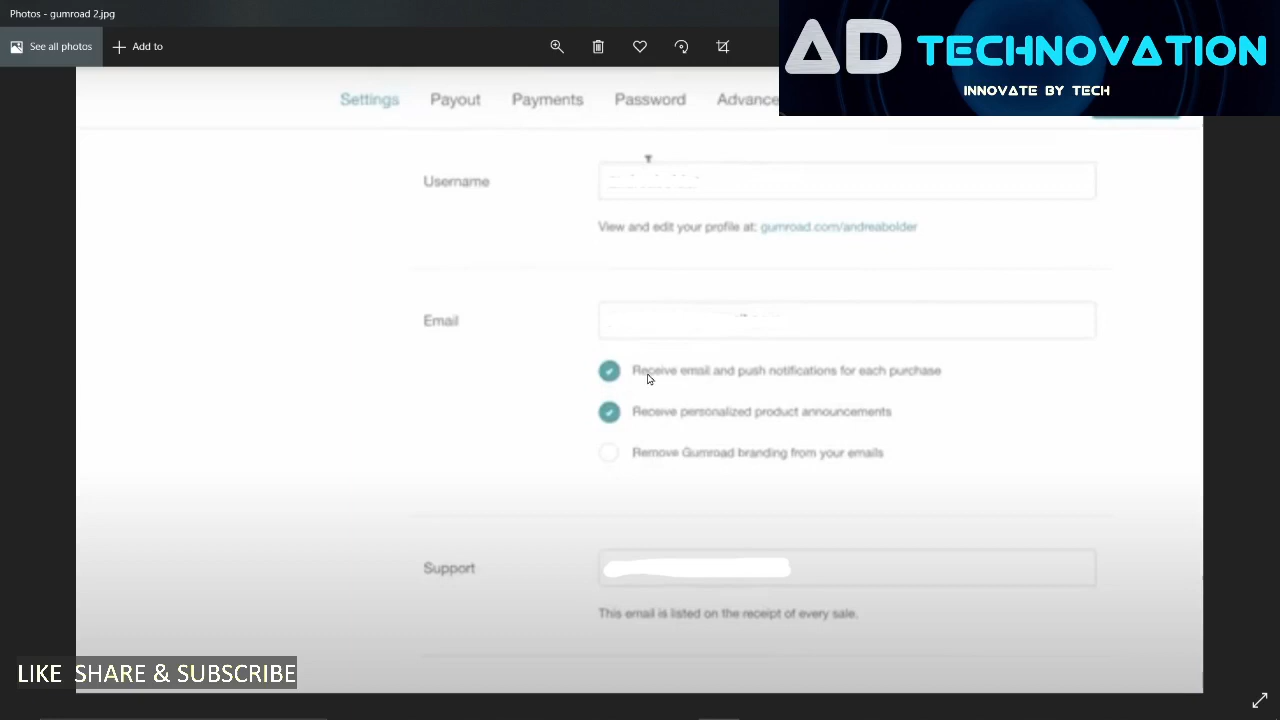 Photos - gumroad 2.jpg
See all photos
Add to
AD TECHNOVATION
INNOVATE BY TECH
Settings Payout Payments Password
Username
View and edit your profile at: gumroad.com/andreabolder
Email
Receive email and push notifications for each purchase
Receive personalized product announcements
Remove Gumroad branding from your emails
Support
This email is listed on the receipt of every sale.
LIKE SHARE & SUBSCRIBE